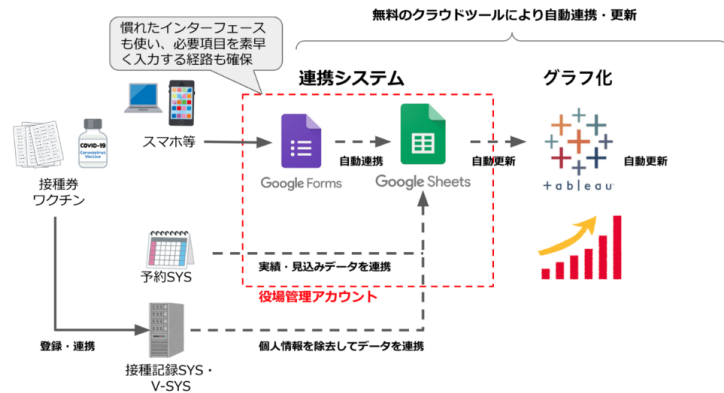 無料のクラウドツールにより自動連携・更新
慣れたインターフェース
も使い、必要項目を素早
く入力する経路も確保
連携システム
グラフ化
スマホ等
COVID-19
Coronavirus
Vaccine
自動連携
自動更新
自動更新
Google Forms
Google Sheets
+ableau
接種券
ワクチン
予約SYS
実績・見込みデータを連携
役場管理アカウント
登録・連携
個人情報を除去してデータを連携
接種記録SYS・
V-SYS